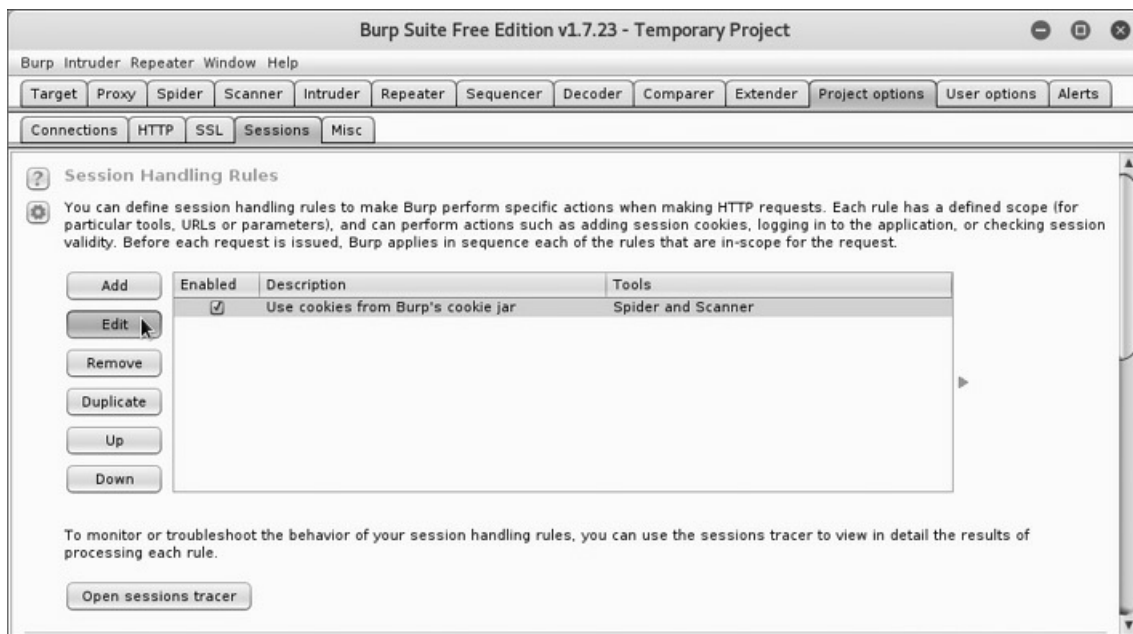 Burp Suite Free Edition v1.7.23 - Temporary Project
Burp Intruder Repeater Window Help
Target Proxy Spider Scanner Intruder Repeater Sequencer Decoder Comparer Extender Project options User options Alerts
Connections HTTP SSL Sessions Misc
? Session Handling Rules
You can define session handling rules to make Burp perform specific actions when making HTTP requests. Each rule has a defined scope (for
particular tools, URLs or parameters), and can perform actions such as adding session cookies, logging in to the application, or checking session
validity. Before each request is issued, Burp applies in sequence each of the rules that are in-scope for the request.
Add Enabled Description Tools
Use cookies from Burp's cookie jar Spider and Scanner
Edit
Remove
Duplicate
Up
Down
To monitor or troubleshoot the behavior of your session handling rules, you can use the sessions tracer to view in detail the results of
processing each rule.
Open sessions tracer